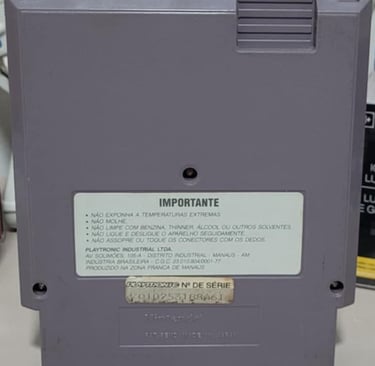 IMPORTANTE
• NÃO EXPONHA A TEMPERATURAS EXTREMAS
• NÃO MOLHE.
• NÃO LIMPE COM BENZINA, THINNER, ÁLCOOL OU OUTROS SOLVENTES.
• NÃO LIGUE E DESLIGUE O APARELHO SEGUIDAMENTE.
• NÃO ASSOPRE OU TOQUE OS CONECTORES COM OS DEDOS.
PLAYTRONIC INDUSTRIAL LTDA.
AV. SOLIMÕES, 105-A - DISTRITO INDUSTRIAL - MANAUS - AM
INDÚSTRIA BRASILEIRA - C.G.C.
PRODUZIDO NA ZONA FRANCA DE MANAUS
PLAYTRONIC Nº DE SÉRIE
Nintendo